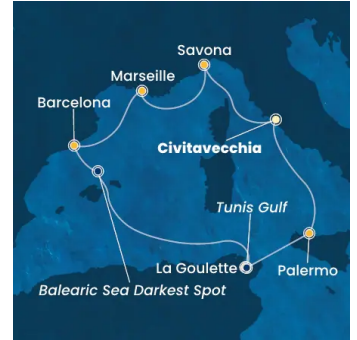 Savona
Marseille
Barcelona
Civitavecchia
Tunis Gulf
La Goulette
Palermo
Balearic Sea Darkest Spot